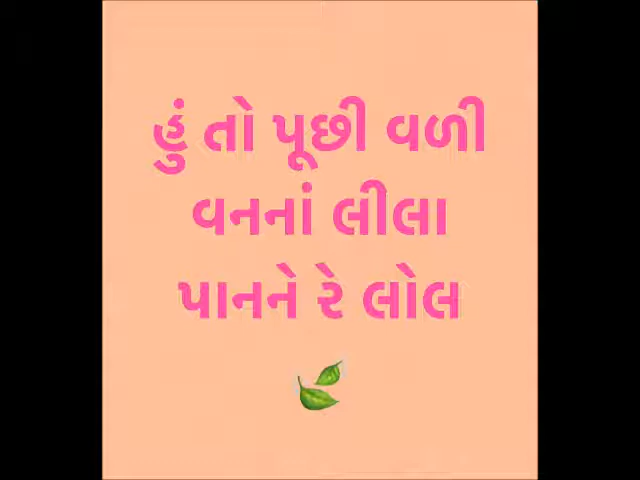 હું તો પૂછી વળી
વનનાં લીલા
પાનને રે લોલ